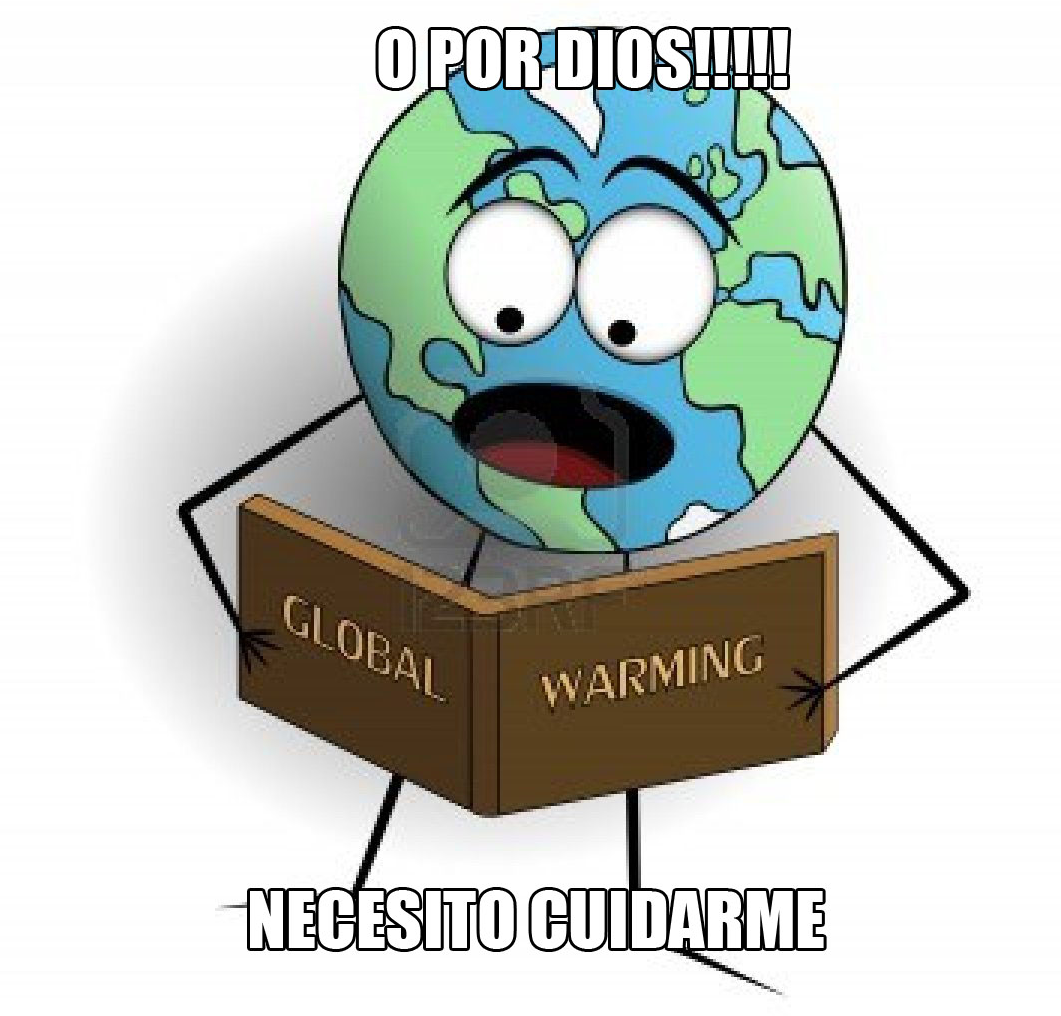 O POR DIOS!!!!!
GLOBAL WARMING
NECESITO CUIDARME